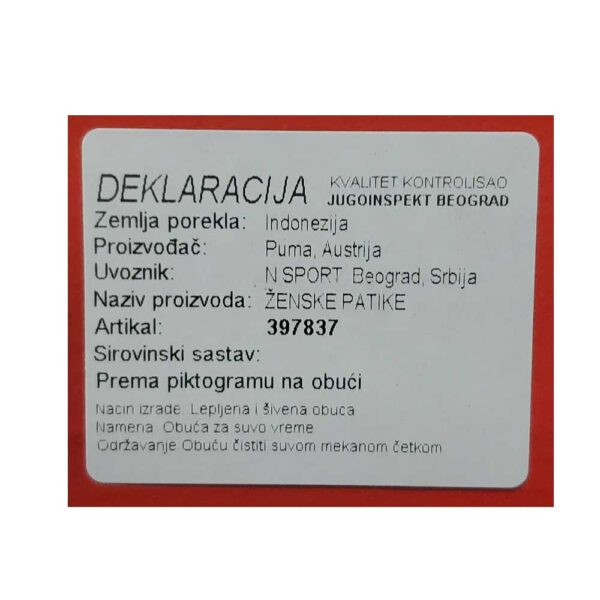 DEKLARACIJA
KVALITET KONTROLISAO
JUGOINSPEKT BEOGRAD
Zemlja porekla: Indonezija
Proizvođač: Puma, Austrija
Uvoznik: N SPORT Beograd, Srbija
Naziv proizvoda: ŽENSKE PATIKE
Artikal: 397837
Sirovinski sastav:
Prema piktogramu na obući
Nacin izrade: Lepljena i šivena obuca
Namena: Obuća za suvo vreme
Održavanje Obuću čistiti suvom mekanom četkom